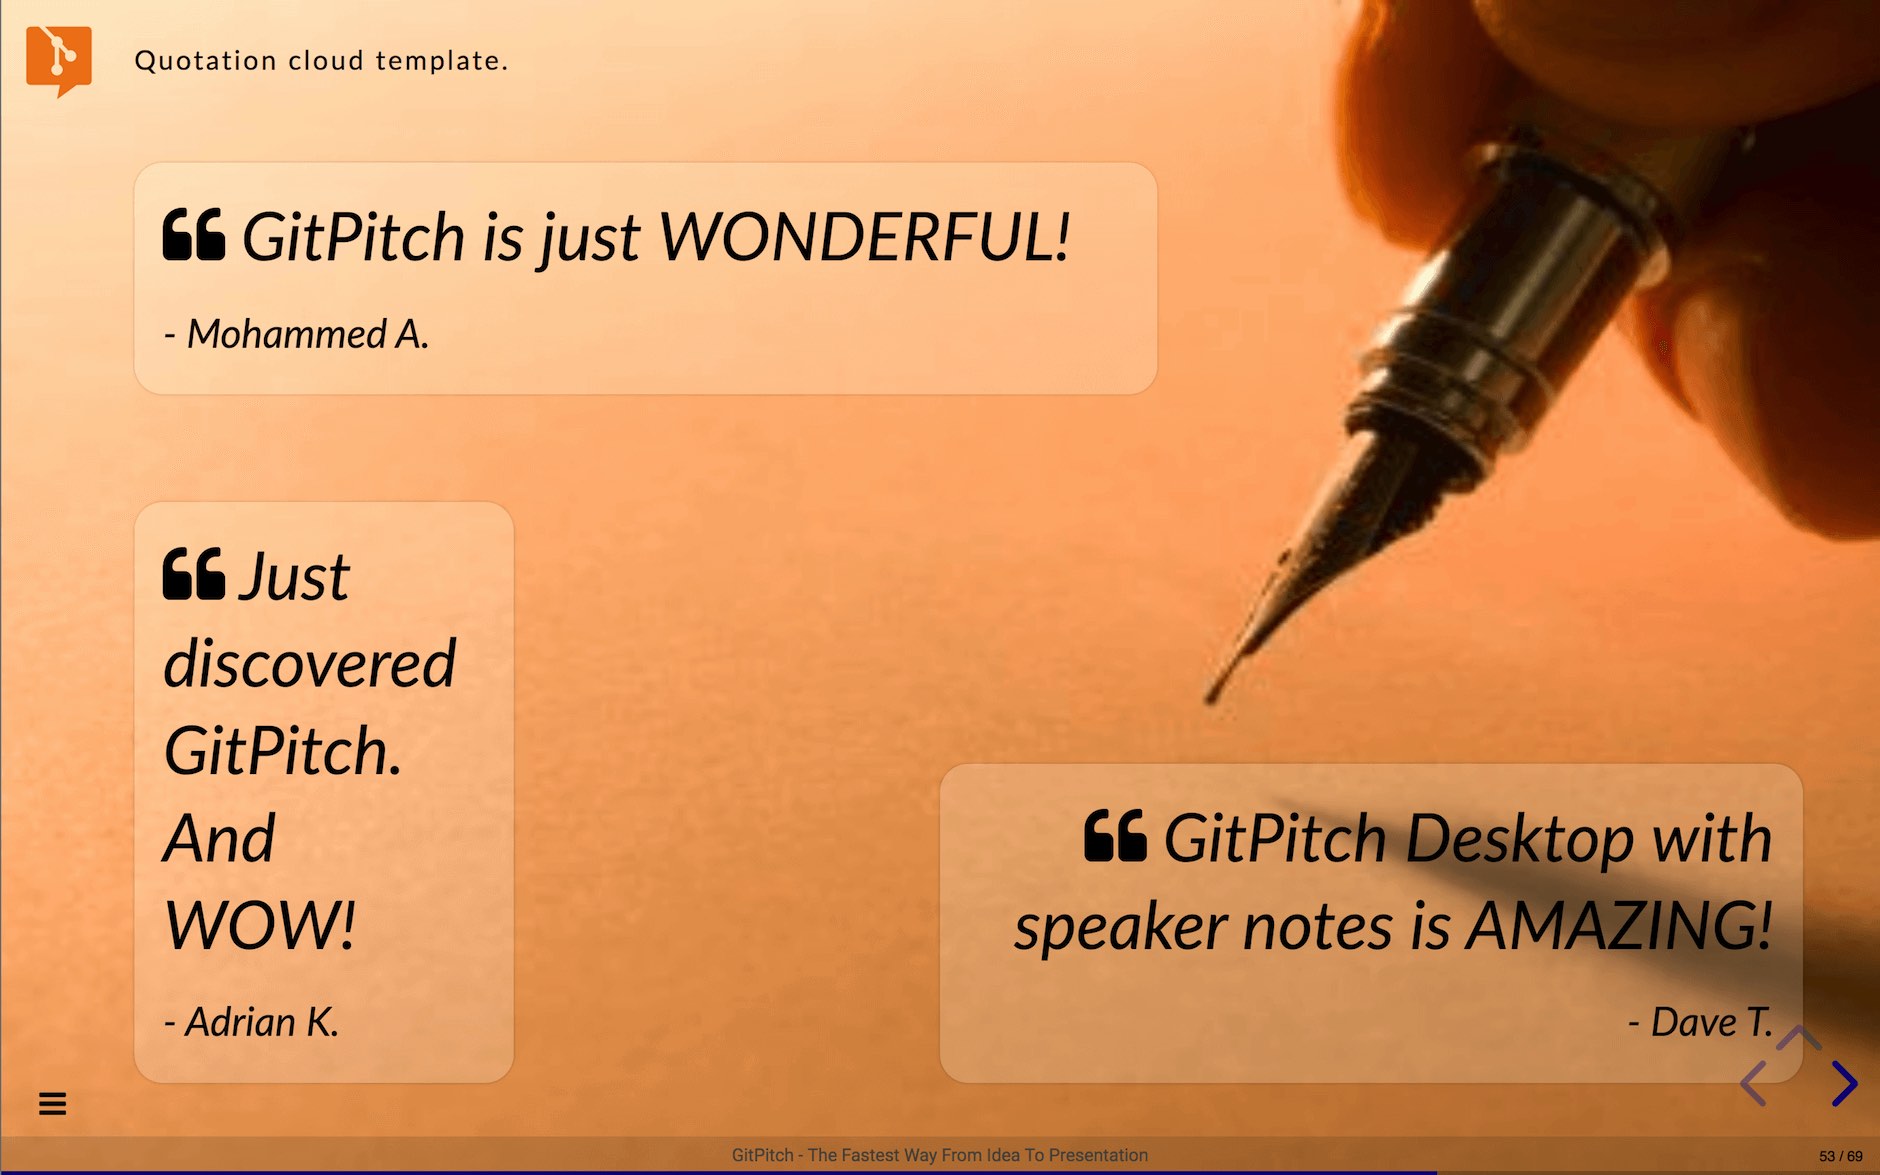 Quotation cloud template.
❝ GitPitch is just WONDERFUL!
- Mohammed A.
❝ Just
discovered
GitPitch.
And
WOW!
- Adrian K.
❝ GitPitch Desktop with
speaker notes is AMAZING!
- Dave T.
GitPitch - The Fastest Way From Idea To Presentation
53 / 69